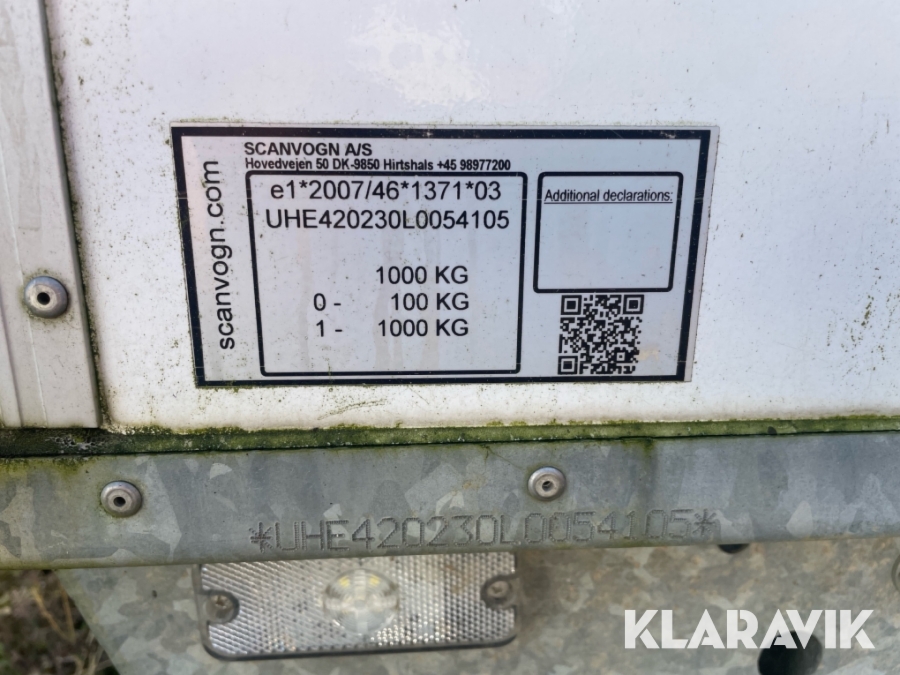 SCANVOGN A/S
Hovedvejen 50 DK-9850 Hirtshals +45 98977200
scanvogn.com
e1*2007/46*1371*03
UHE420230L0054105
1000 KG
0 - 100 KG
1 - 1000 KG
Additional declarations:
*UHE420230L0054105*
KLARAVIK